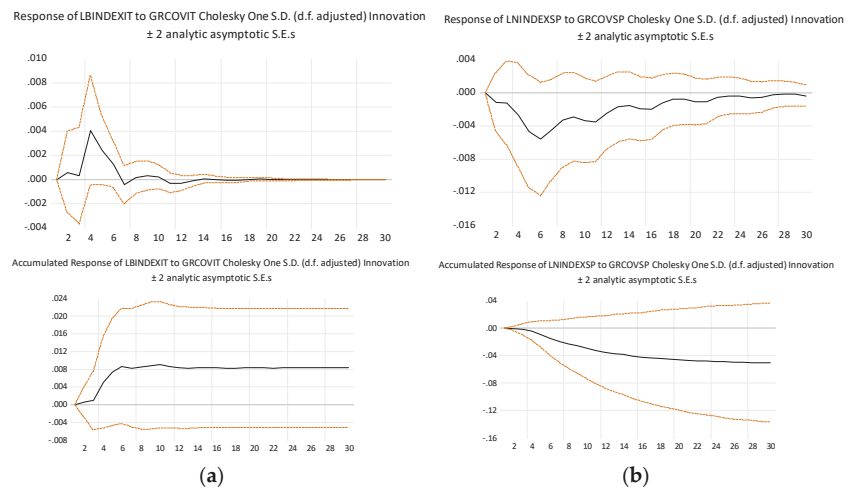 Response of LBINDEXIT to GRCOVIT Cholesky One S.D. (d.f. adjusted) Innovation
± 2 analytic asymptotic S.E.s
.010
.008
.006
.004
.002
.000
-.002
-.004
2 4 6 8 10 12 14 16 18 20 22 24 26 28 30
Accumulated Response of LBINDEXIT to GRCOVIT Cholesky One S.D. (d.f. adjusted) Innovation
± 2 analytic asymptotic S.E.s
.024
.020
.016
.012
.008
.004
.000
-.004
-.008
2 4 6 8 10 12 14 16 18 20 22 24 26 28 30
(a)
Response of LNINDEXSP to GRCOVSP Cholesky One S.D. (d.f. adjusted) Innovation
± 2 analytic asymptotic S.E.s
.004
.000
-.004
-.008
-.012
-.016
2 4 6 8 10 12 14 16 18 20 22 24 26 28 30
Accumulated Response of LNINDEXSP to GRCOVSP Cholesky One S.D. (d.f. adjusted) Innovation
± 2 analytic asymptotic S.E.s
.04
.00
-.04
-.08
-.12
-.16
2 4 6 8 10 12 14 16 18 20 22 24 26 28 30
(b)